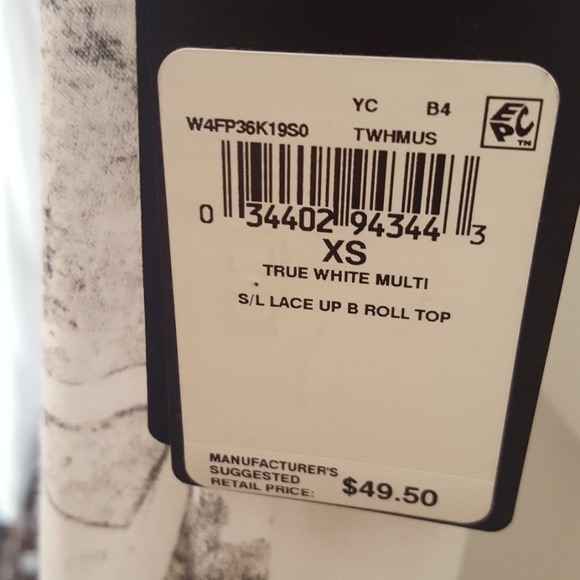 YC B4
W4FP36K19S0 TWHMUS
EPC TM
0 34402 94344 3
XS
TRUE WHITE MULTI
S/L LACE UP B ROLL TOP
MANUFACTURER'S
SUGGESTED
RETAIL PRICE: $49.50